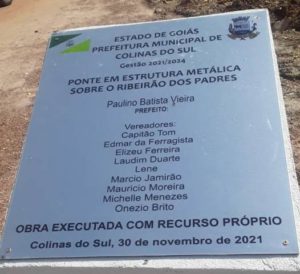 ESTADO DE GOIÁS
PREFEITURA MUNICIPAL DE
COLINAS DO SUL
Gestão 2021/2024
PONTE EM ESTRUTURA METÁLICA
SOBRE O RIBEIRÃO DOS PADRES
Paulino Batista Vieira
PREFEITO:
Vereadores:
Capitão Tom
Edmar da Ferragista
Elizeu Ferreira
Laudim Duarte
Lene
Marcio Jamirão
Mauricio Moreira
Michelle Menezes
Onezio Brito
OBRA EXECUTADA COM RECURSO PRÓPRIO
Colinas do Sul, 30 de novembro de 2021